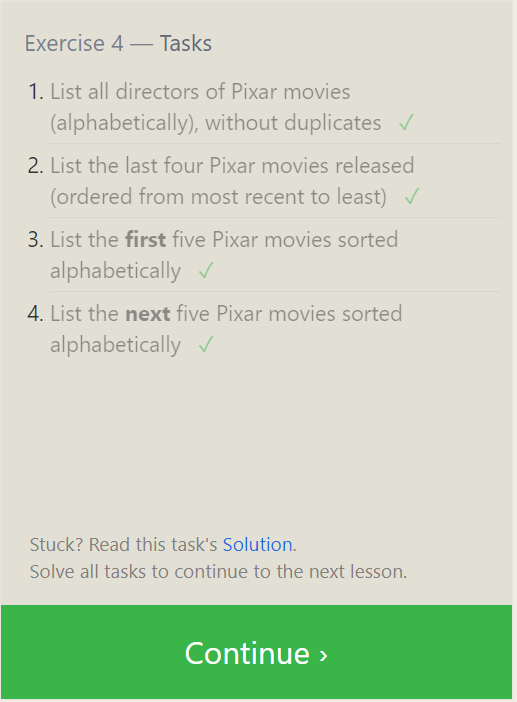 Exercise 4 — Tasks
1. List all directors of Pixar movies
(alphabetically), without duplicates ✓
2. List the last four Pixar movies released
(ordered from most recent to least) ✓
3. List the first five Pixar movies sorted
alphabetically ✓
4. List the next five Pixar movies sorted
alphabetically ✓
Stuck? Read this task's Solution.
Solve all tasks to continue to the next lesson.
Continue ›